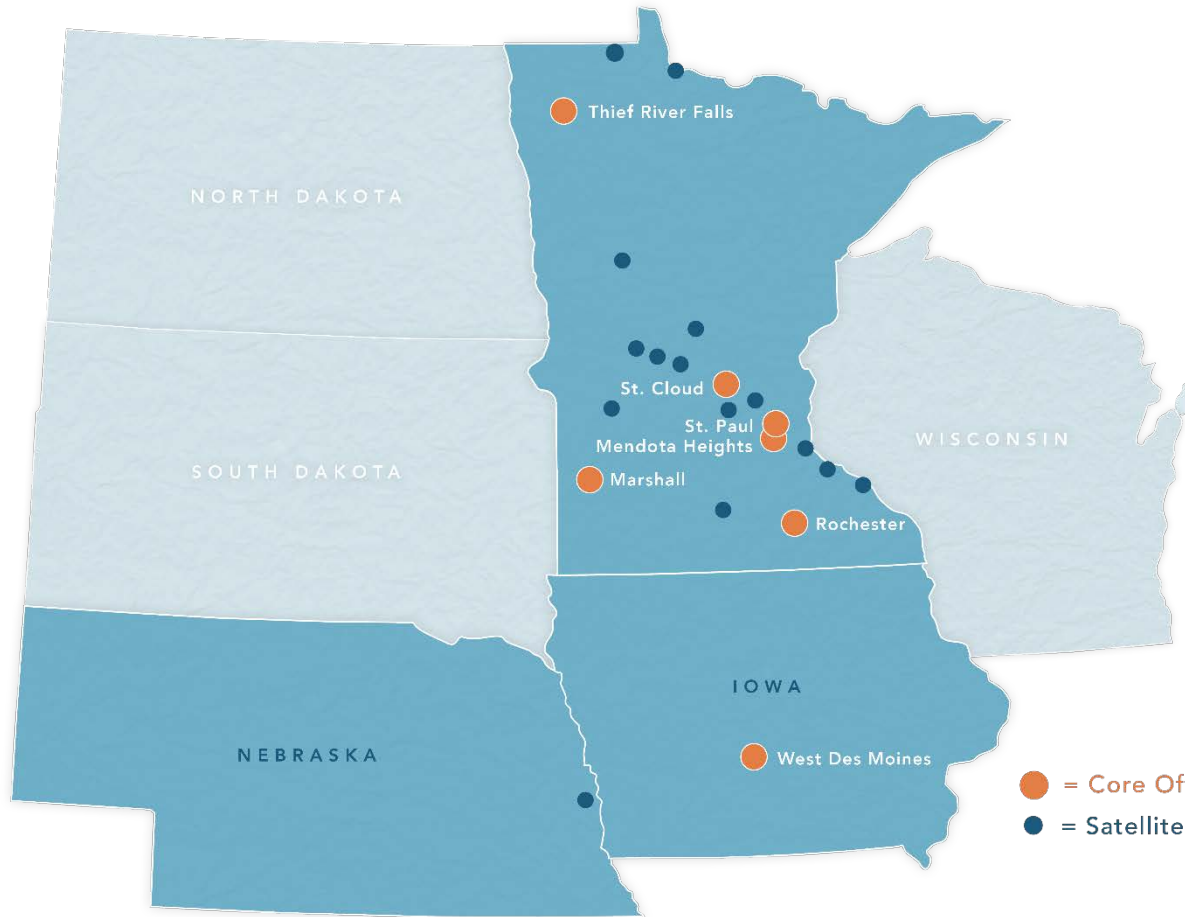 Thief River Falls
NORTH DAKOTA
St. Cloud
St. Paul
Mendota Heights
WISCONSIN
SOUTH DAKOTA
Marshall
Rochester
IOWA
NEBRASKA
West Des Moines
= Core Of
= Satellite